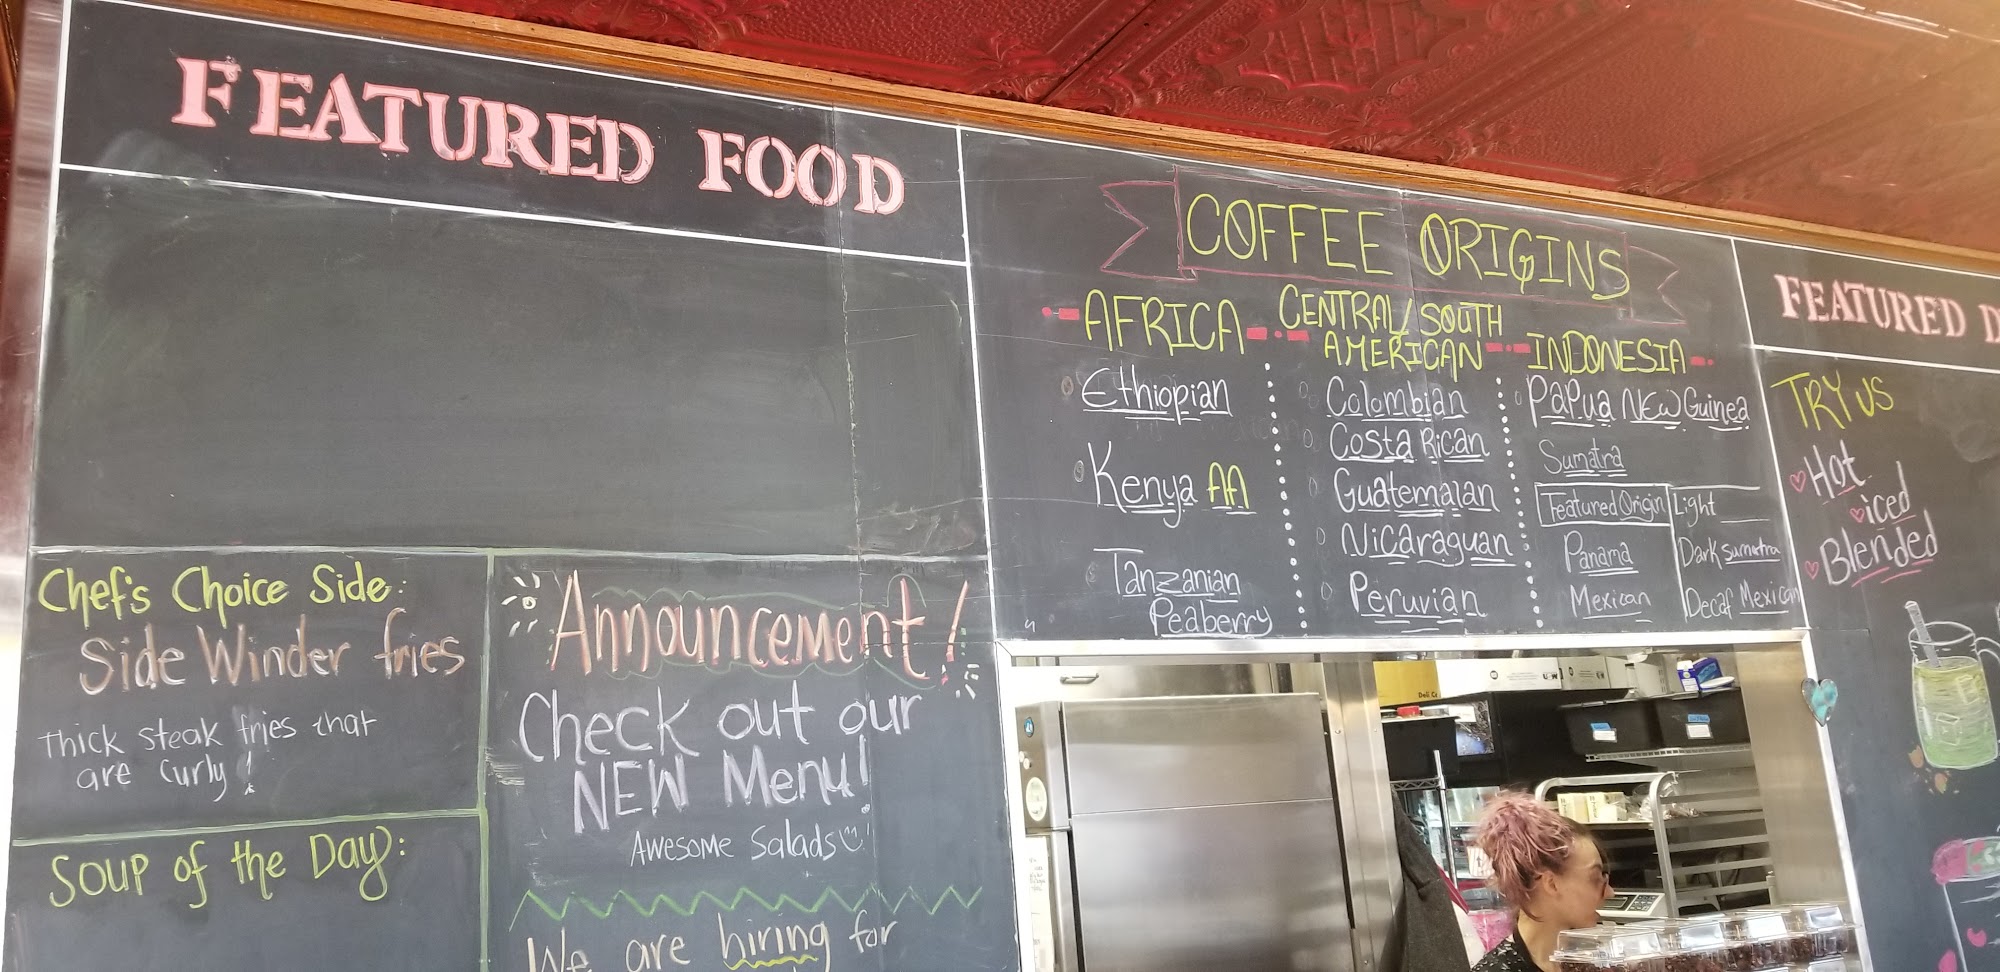 FEATURED FOOD
Chef's Choice Side:
Side Winder fries
Thick Steak fries that
are Curly!
Soup of the Day:
Announcement!
Check out our
NEW Menu!
Awesome Salads
We are hiring for
COFFEE ORIGINS
AFRICA
Ethiopian
Kenya AA
Tanzanian
Peaberry
CENTRAL/SOUTH
AMERICAN
Colombian
Costa Rican
Guatemalan
Nicaraguan
Peruvian
INDONESIA
Papua New Guinea
Sumatra
Featured Origin
Panama
Mexican
Light
Dark Sumatra
Decaf Mexican
FEATURED D
TRY US
Hot
iced
Blended